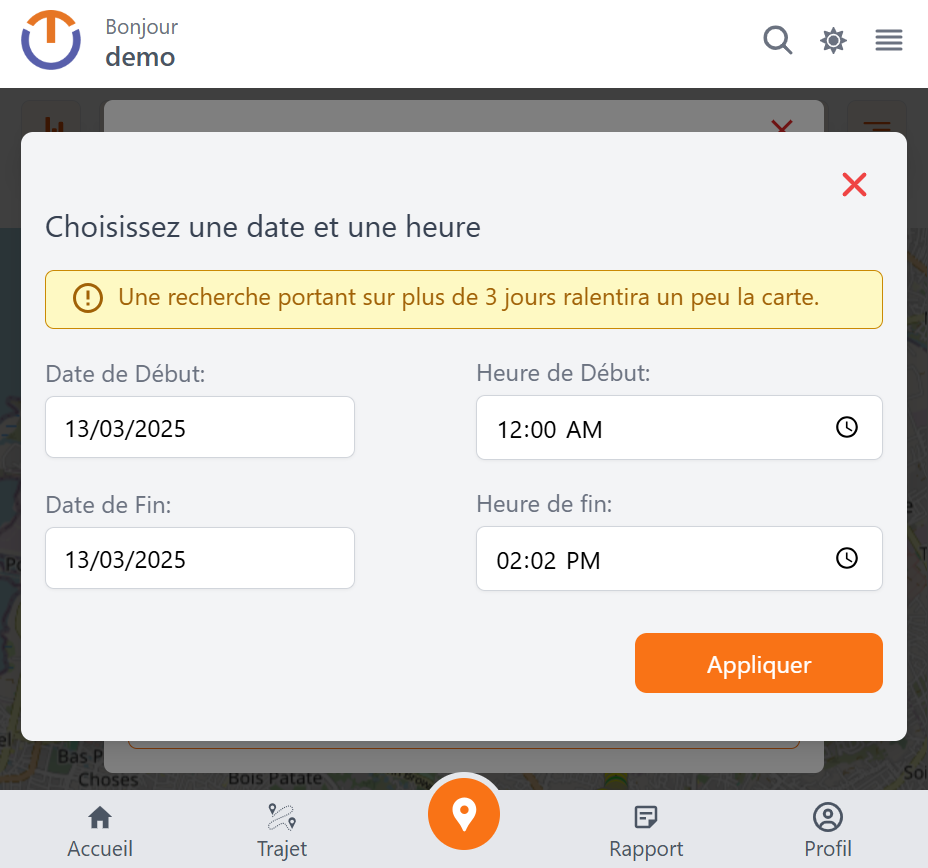 Bonjour
demo
Choisissez une date et une heure
Une recherche portant sur plus de 3 jours ralentira un peu la carte.
Date de Début:
Heure de Début:
13/03/2025
12:00 AM
Date de Fin:
Heure de fin:
13/03/2025
02:02 PM
Appliquer
Bas P
Choses
Bois Patate
Soi
Accueil
Trajet
Rapport
Profil